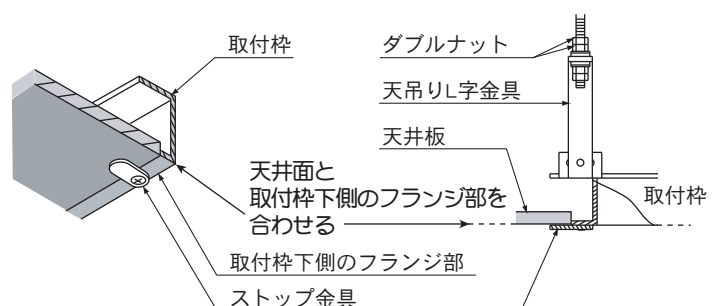 取付枠
ダブルナット
天吊りL字金具
天井板
天井面と
取付枠下側のフランジ部を
合わせる
取付枠
取付枠下側のフランジ部
ストップ金具